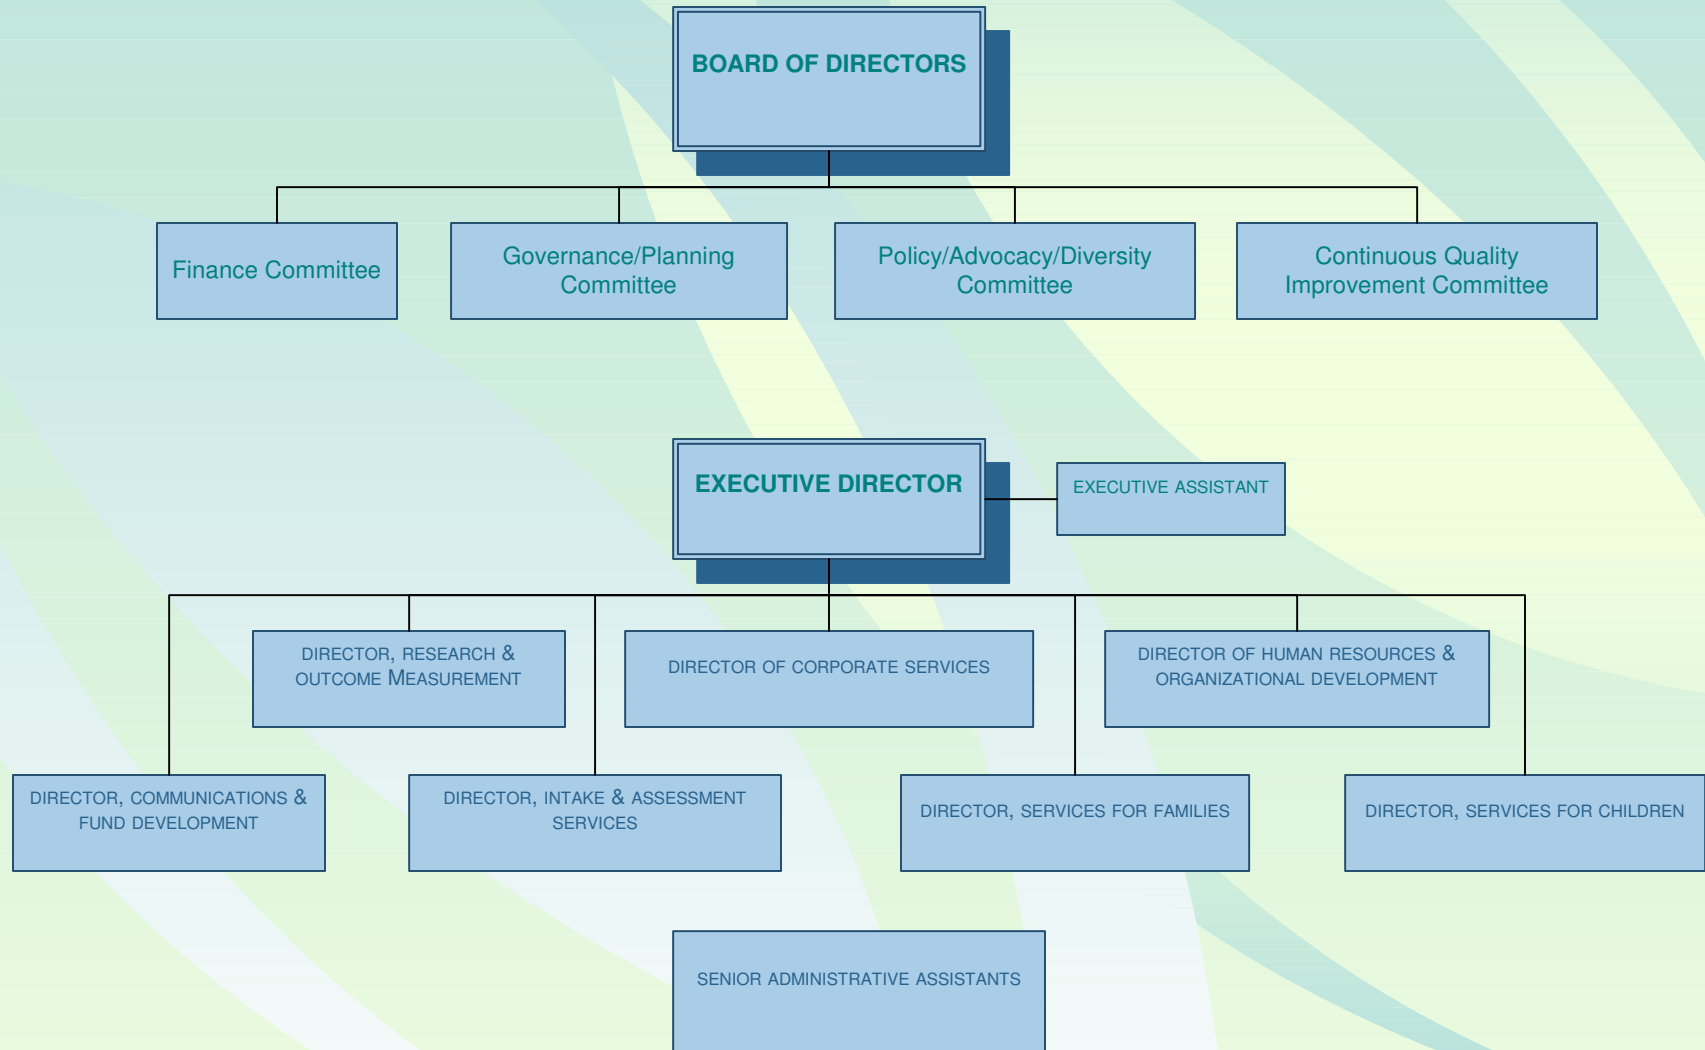 BOARD OF DIRECTORS
Finance Committee
Governance/Planning
Committee
Policy/Advocacy/Diversity
Committee
Continuous Quality
Improvement Committee
EXECUTIVE DIRECTOR
EXECUTIVE ASSISTANT
DIRECTOR, RESEARCH &
OUTCOME MEASUREMENT
DIRECTOR OF CORPORATE SERVICES
DIRECTOR OF HUMAN RESOURCES &
ORGANIZATIONAL DEVELOPMENT
DIRECTOR, COMMUNICATIONS &
FUND DEVELOPMENT
DIRECTOR, INTAKE & ASSESSMENT
SERVICES
DIRECTOR, SERVICES FOR FAMILIES
DIRECTOR, SERVICES FOR CHILDREN
SENIOR ADMINISTRATIVE ASSISTANTS